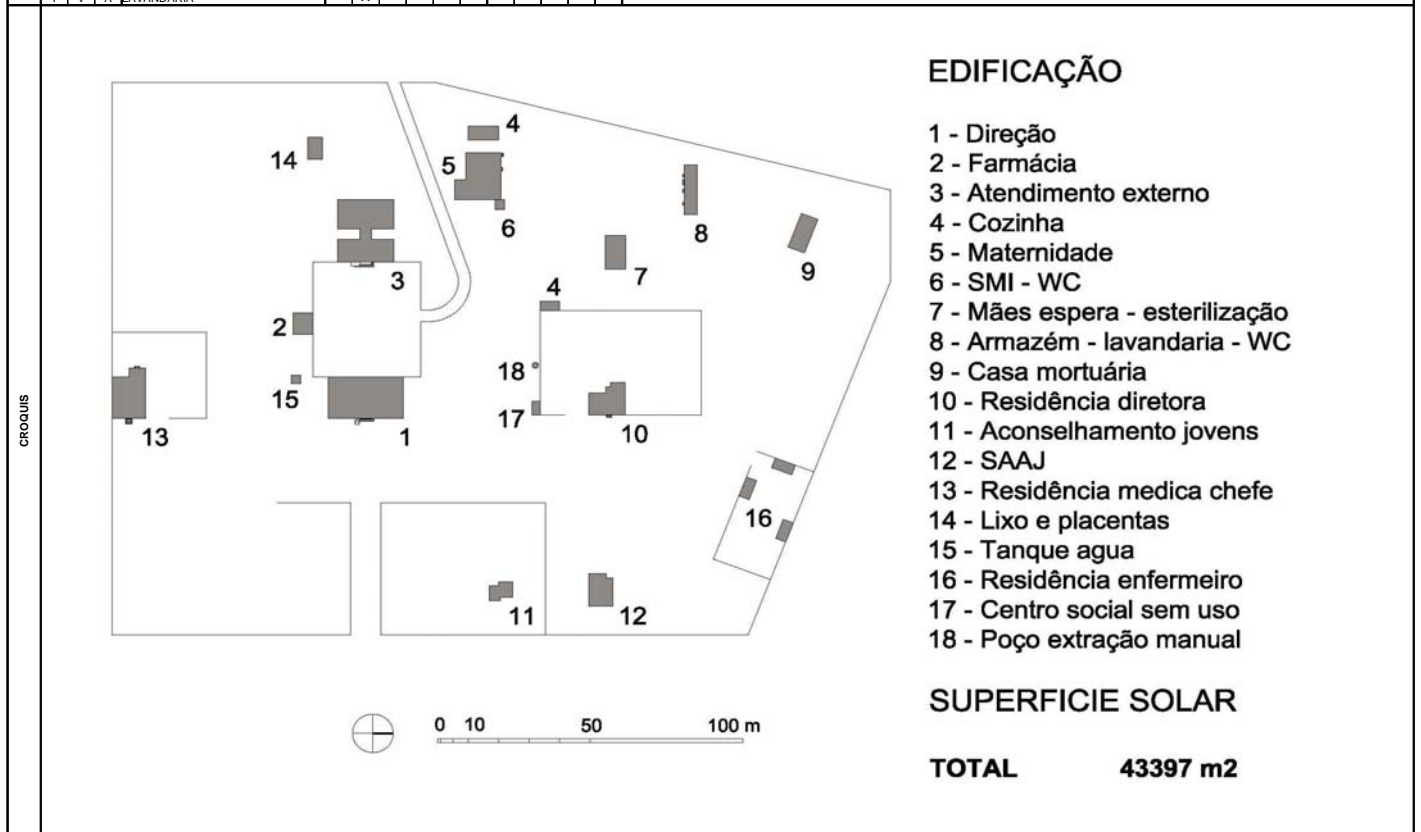 LAVANDARIA
CROQUIS
4
14
5
6
8
3
7
9
4
2
18
15
17
13
1
10
16
11
12
0 10 50 100 m
EDIFICAÇÃO
1 - Direção
2 - Farmácia
3 - Atendimento externo
4 - Cozinha
5 - Maternidade
6 - SMI - WC
7 - Mães espera - esterilização
8 - Armazém - lavandaria - WC
9 - Casa mortuária
10 - Residência diretora
11 - Aconselhamento jovens
12 - SAAJ
13 - Residência medica chefe
14 - Lixo e placentas
15 - Tanque agua
16 - Residência enfermeiro
17 - Centro social sem uso
18 - Poço extração manual
SUPERFICIE SOLAR
TOTAL 43397 m2